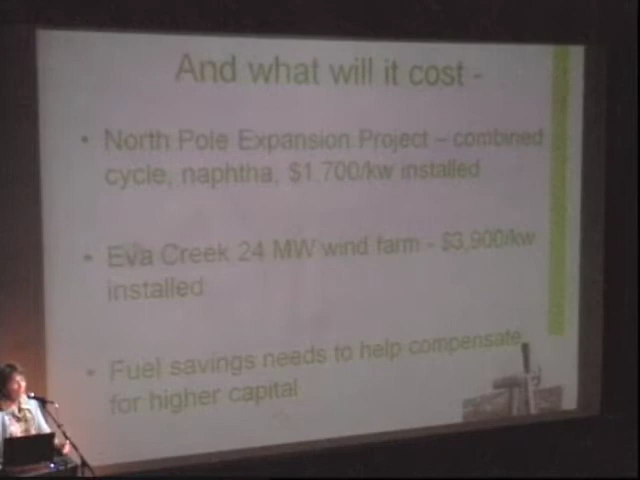 And what will it cost -
• North Pole Expansion Project – combined
cycle, naphtha, $1,700/kw installed
• Eva Creek 24 MW wind farm - $3,900/kw
installed
• Fuel savings needs to help compensate
for higher capital